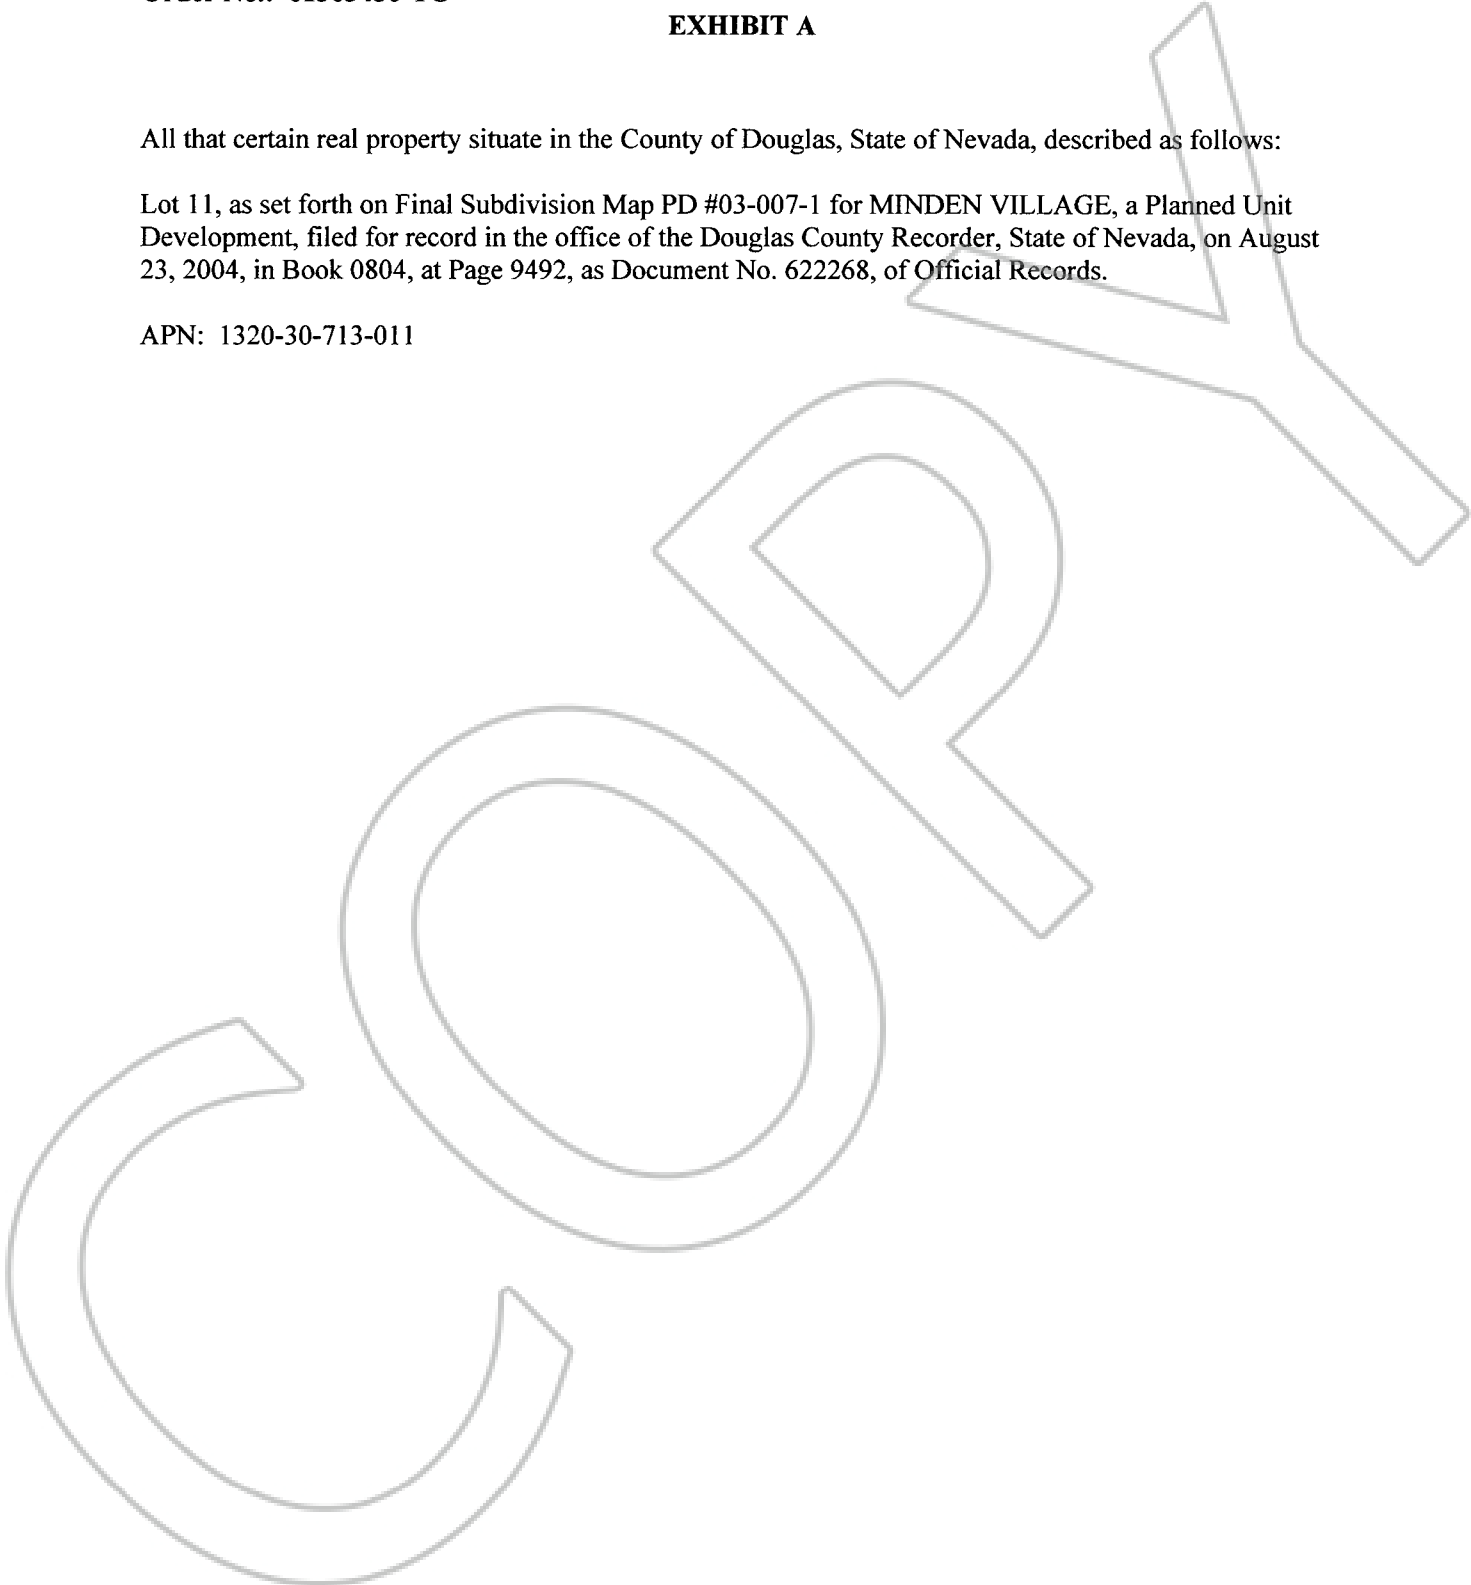 EXHIBIT A
All that certain real property situate in the County of Douglas, State of Nevada, described as follows:
Lot 11, as set forth on Final Subdivision Map PD #03-007-1 for MINDEN VILLAGE, a Planned Unit
Development, filed for record in the office of the Douglas County Recorder, State of Nevada, on August
23, 2004, in Book 0804, at Page 9492, as Document No. 622268, of Official Records.
APN: 1320-30-713-011
COPY